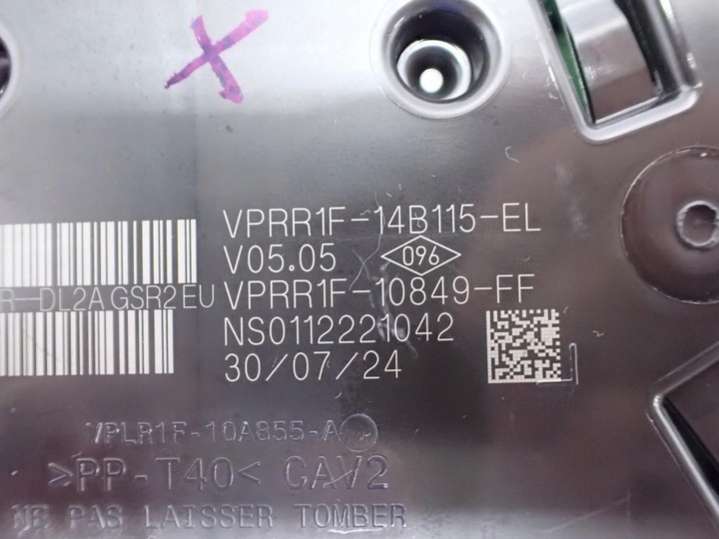 VPRR1F-14B115-EL
V05.05 096
R-DL2A GSR2 EU VPRR1F-10849-FF
NS0112221042
30/07/24
VPLR1F-10A855-A
>PP-T40< CAV2
NE PAS LAISSER TOMBER